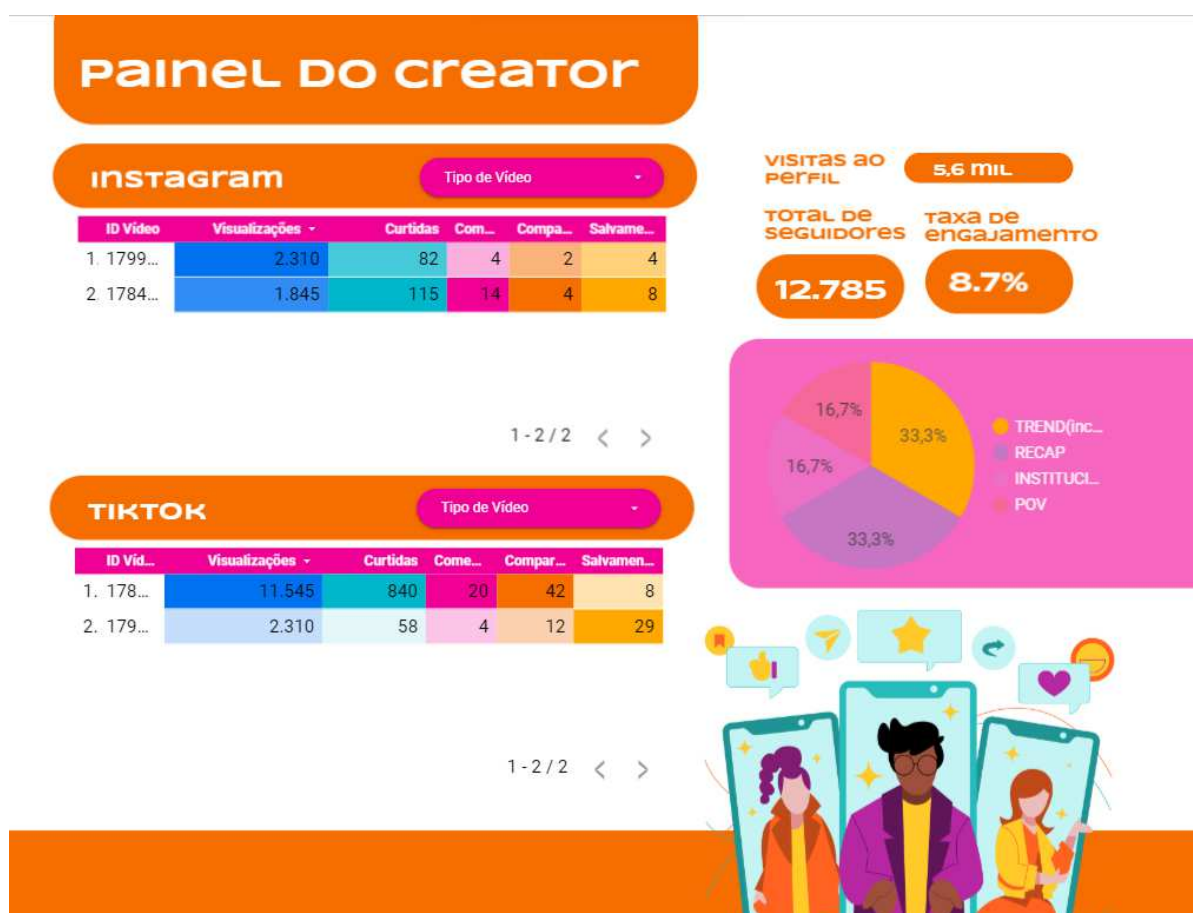 Painel do creator
Instagram
Tipo de Vídeo
ID Vídeo Visualizações Curtidas Com... Compa... Salvame...
1. 1799... 2.310 82 4 2 4
2. 1784... 1.845 115 14 4 8
1 - 2 / 2
TikTok
Tipo de Vídeo
ID Víd... Visualizações Curtidas Come... Compar... Salvamen...
1. 178... 11.545 840 20 42 8
2. 179... 2.310 58 4 12 29
1 - 2 / 2
Visitas ao
Perfil
5,6 mil
Total de
seguidores
Taxa de
engajamento
12.785
8.7%
16,7%
33,3%
16,7%
33,3%
TREND(inc...
RECAP
INSTITUCI...
POV